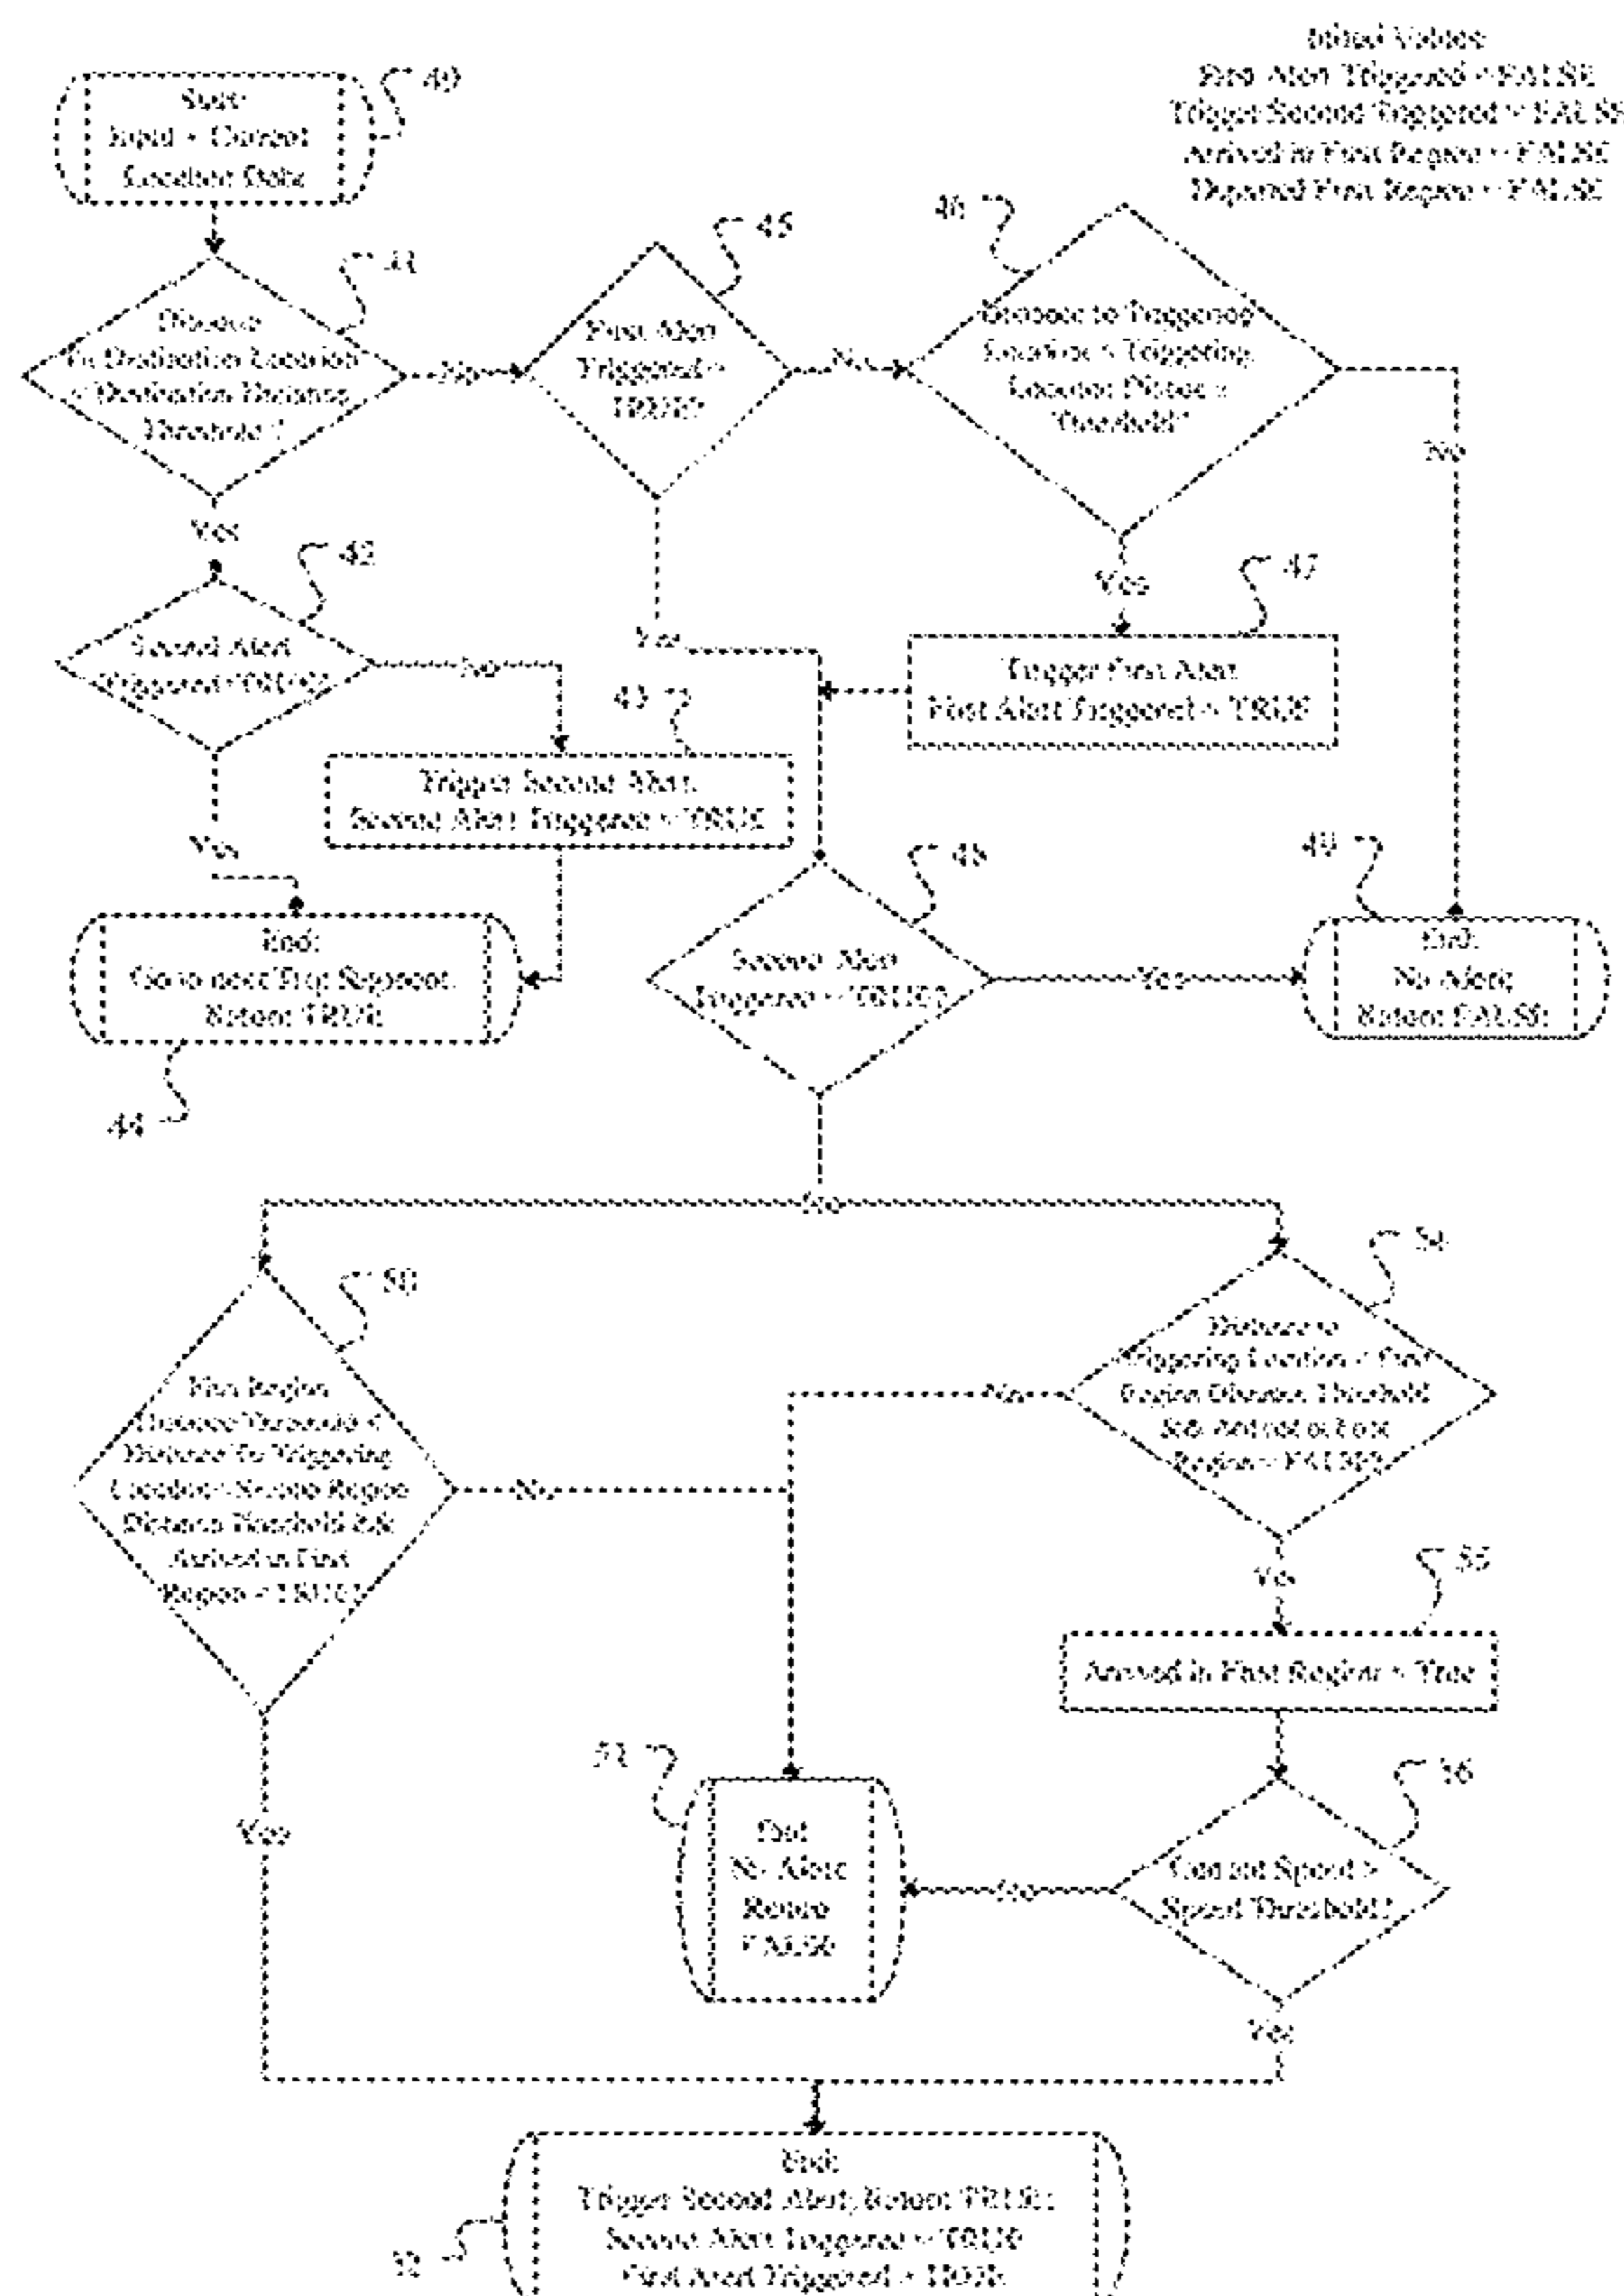 Initial Values
First Alert Triggered = FALSE
Trigger Second Triggered = FALSE
Arrived in First Region = FALSE
Departed First Region = FALSE
40
Start:
Input = Current
Location Data
41
Distance
To Destination Location
< Destination Distance
Threshold?
No
45
First Alert
Triggered =
TRUE?
No
46
Distance to Triggering
Location < Triggering
Location Distance
Threshold?
No
Yes
42
Second Alert
Triggered = TRUE?
No
Yes
Yes
47
Trigger First Alert
First Alert Triggered = TRUE
43
Trigger Second Alert
Second Alert Triggered = TRUE
Yes
48
49
End:
Go to next Trip Segment
Return TRUE
Second Alert
Triggered = TRUE?
Yes
End:
No Alert
Return FALSE
44
No
50
54
First Region
Distance Threshold <
Distance To Triggering
Location < Second Region
Distance Threshold &&
Arrived in First
Region = TRUE?
No
Distance to
Triggering Location < First
Region Distance Threshold
&& Arrived in First
Region = FALSE?
No
Yes
55
Arrived in First Region = True
Yes
End
No Alert
Return
FALSE
No
56
Current Speed >
Speed Threshold?
Yes
End:
Trigger Second Alert; Return TRUE;
Second Alert Triggered = TRUE
First Alert Triggered = TRUE